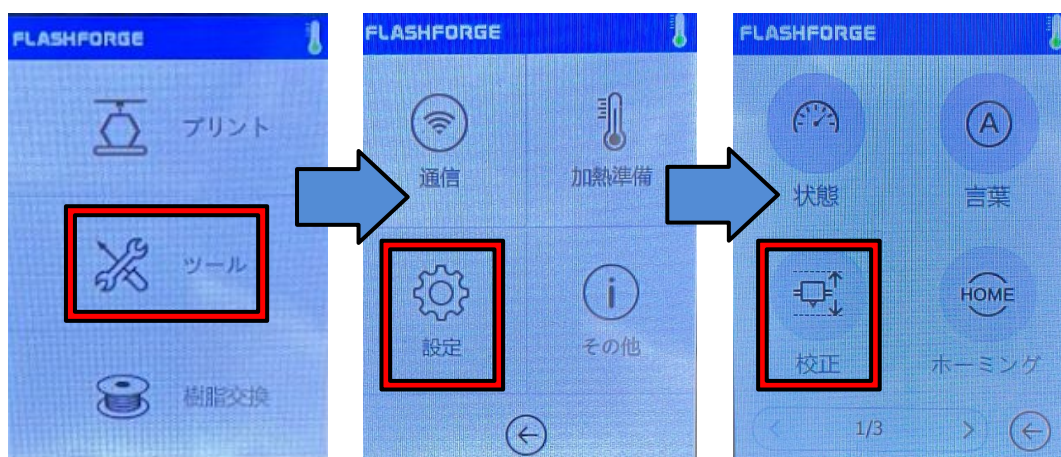 FLASHFORGE
プリント
ツール
樹脂交換
FLASHFORGE
通信
加熱準備
設定
その他
FLASHFORGE
状態
A
言葉
校正
HOME
ホーミング
1/3